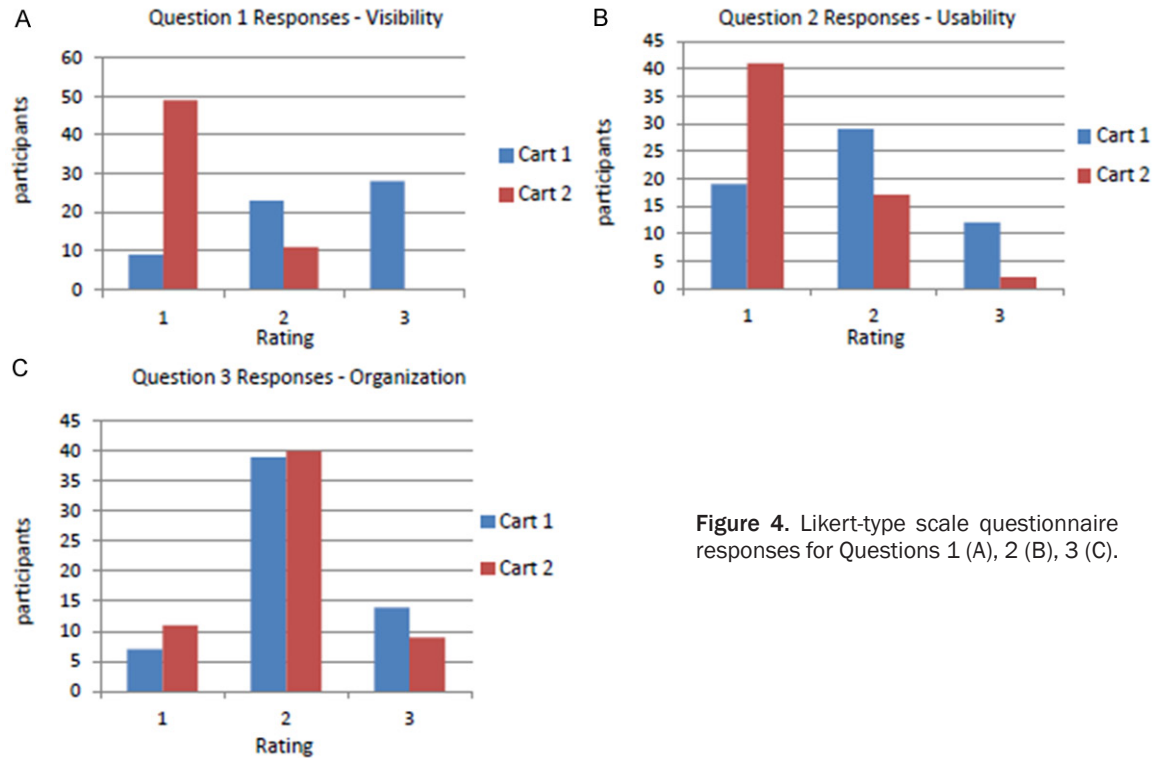 A
Question 1 Responses - Visibility
60
50
40
30
20
10
0
participants
1 2 3
Rating
Cart 1
Cart 2
B
Question 2 Responses - Usability
45
40
35
30
25
20
15
10
5
0
participants
1 2 3
Rating
Cart 1
Cart 2
C
Question 3 Responses - Organization
45
40
35
30
25
20
15
10
5
0
participants
1 2 3
Rating
Cart 1
Cart 2
Figure 4. Likert-type scale questionnaire
responses for Questions 1 (A), 2 (B), 3 (C).